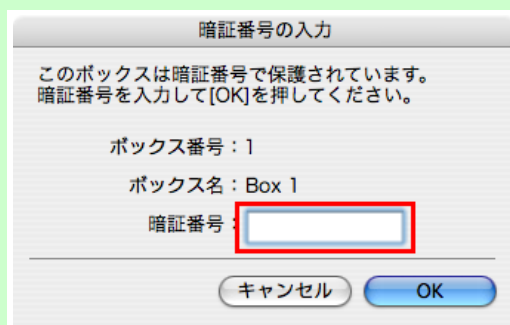 暗証番号の入力
このボックスは暗証番号で保護されています。
暗証番号を入力して[OK]を押してください。
ボックス番号：1
ボックス名：Box 1
暗証番号：
キャンセル OK